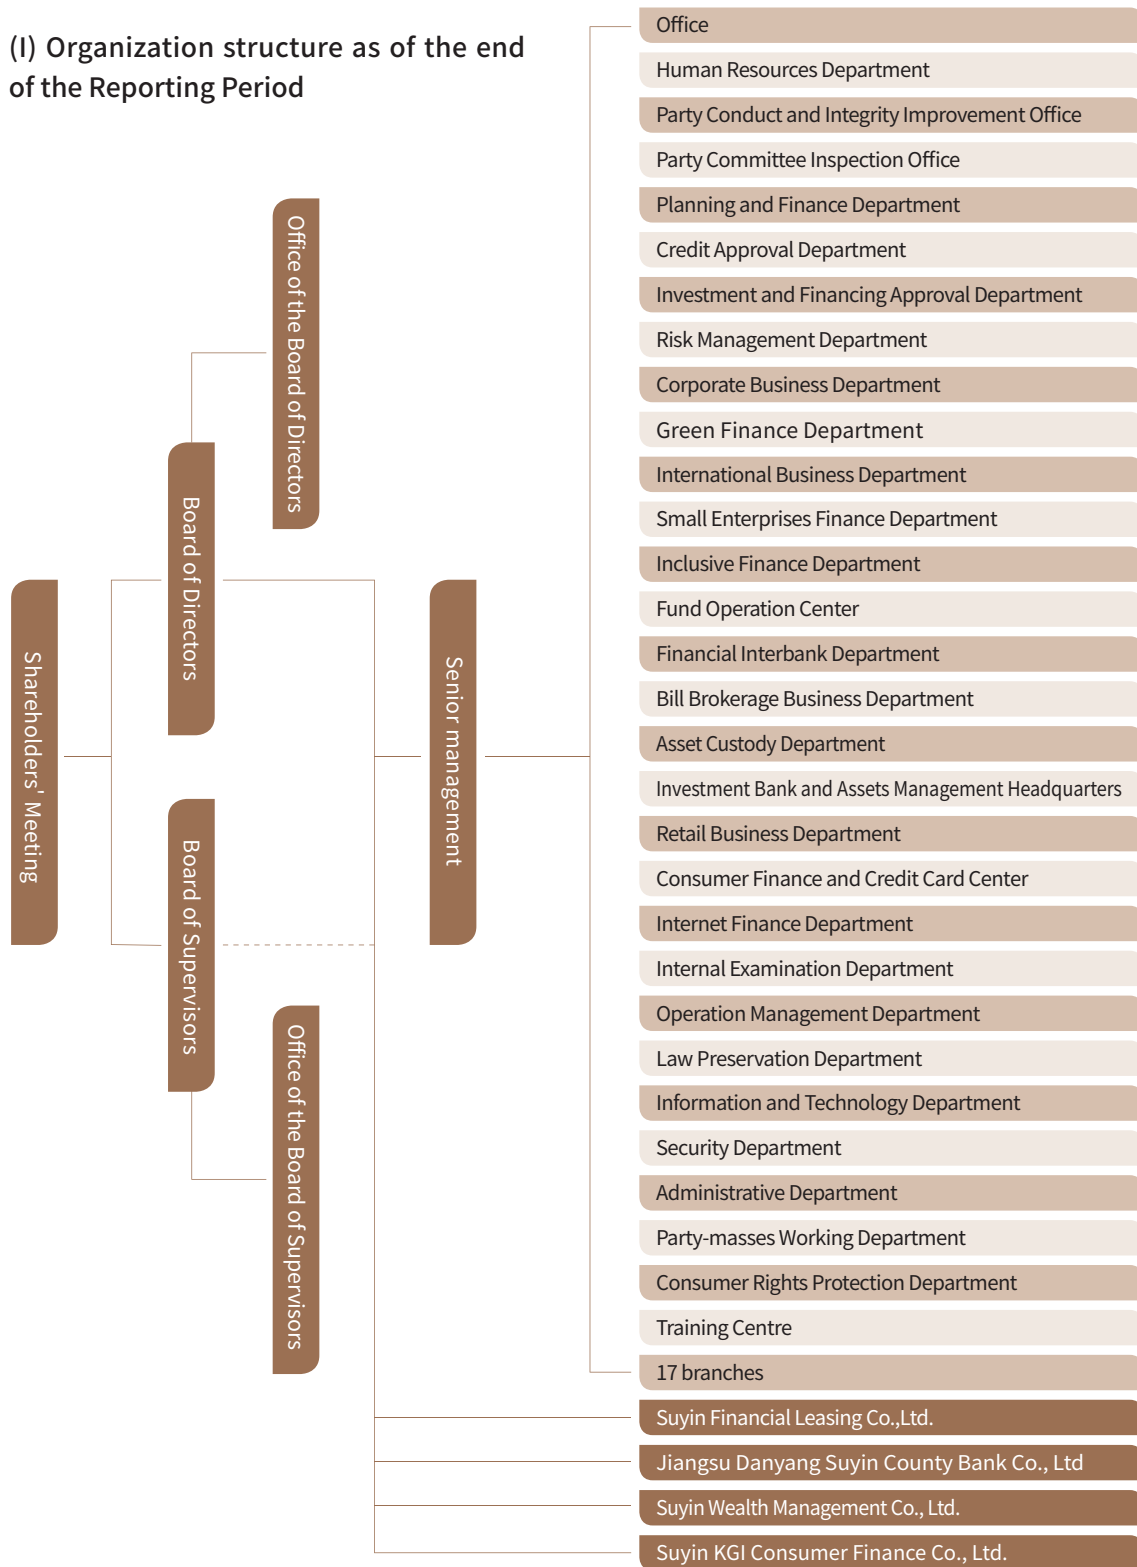 (I) Organization structure as of the end
of the Reporting Period
Shareholders' Meeting
Board of Directors
Board of Supervisors
Office of the Board of Directors
Office of the Board of Supervisors
Senior management
Office
Human Resources Department
Party Conduct and Integrity Improvement Office
Party Committee Inspection Office
Planning and Finance Department
Credit Approval Department
Investment and Financing Approval Department
Risk Management Department
Corporate Business Department
Green Finance Department
International Business Department
Small Enterprises Finance Department
Inclusive Finance Department
Fund Operation Center
Financial Interbank Department
Bill Brokerage Business Department
Asset Custody Department
Investment Bank and Assets Management Headquarters
Retail Business Department
Consumer Finance and Credit Card Center
Internet Finance Department
Internal Examination Department
Operation Management Department
Law Preservation Department
Information and Technology Department
Security Department
Administrative Department
Party-masses Working Department
Consumer Rights Protection Department
Training Centre
17 branches
Suyin Financial Leasing Co.,Ltd.
Jiangsu Danyang Suyin County Bank Co., Ltd
Suyin Wealth Management Co., Ltd.
Suyin KGI Consumer Finance Co., Ltd.